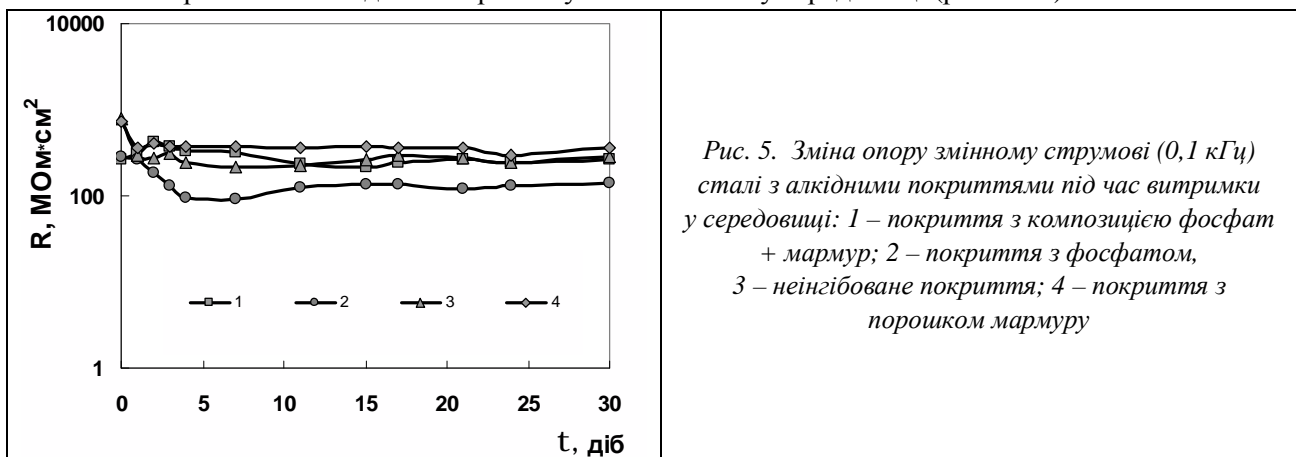 10000
100
1
R, МОм*см²
0 5 10 15 20 25 30
t, діб
1 2 3 4
Рис. 5. Зміна опору змінному струмові (0,1 кГц)
сталі з алкідними покриттями під час витримки
у середовищі: 1 – покриття з композицією фосфат
+ мармур; 2 – покриття з фосфатом,
3 – неінгібоване покриття; 4 – покриття з
порошком мармуру